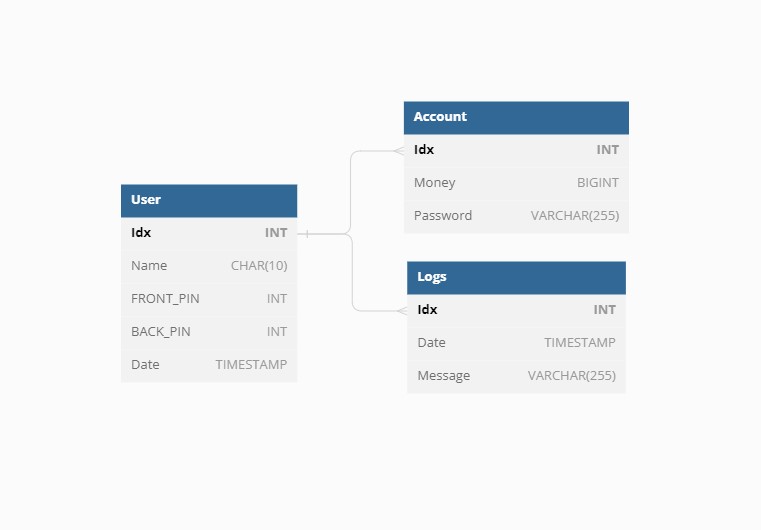 User
Idx INT
Name CHAR(10)
FRONT_PIN INT
BACK_PIN INT
Date TIMESTAMP
Account
Idx INT
Money BIGINT
Password VARCHAR(255)
Logs
Idx INT
Date TIMESTAMP
Message VARCHAR(255)